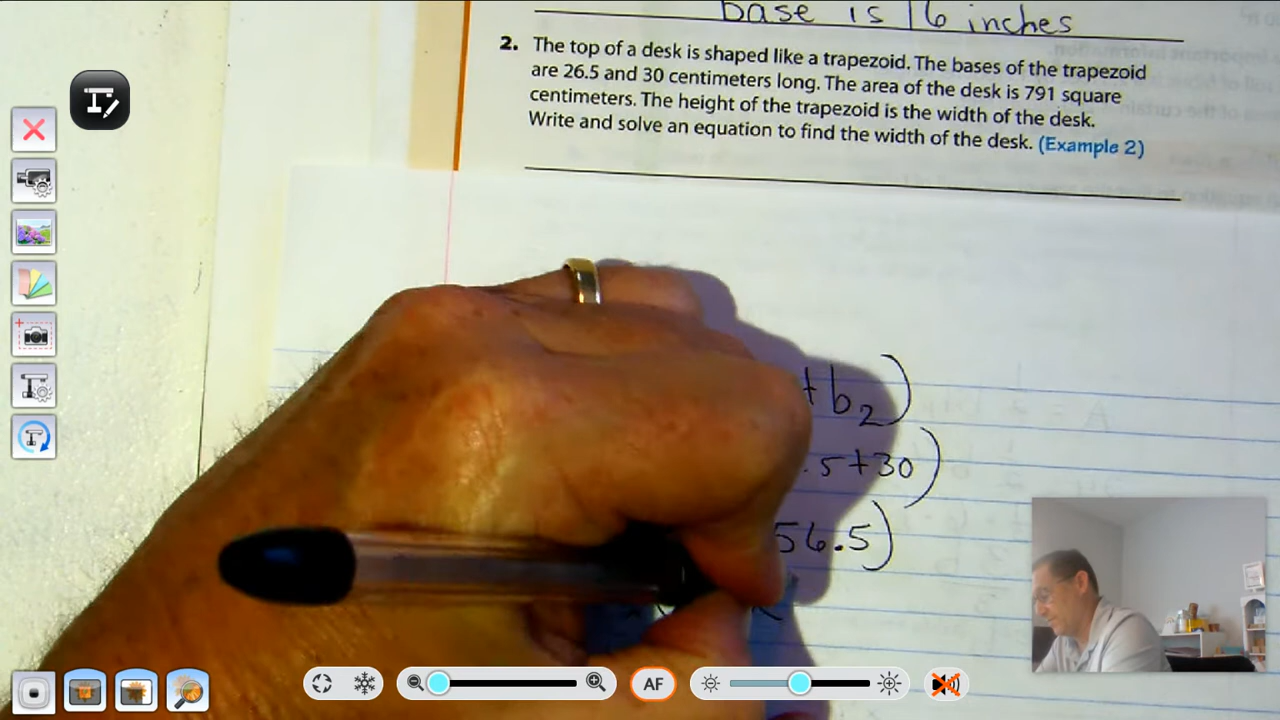 base is 16 inches
2. The top of a desk is shaped like a trapezoid. The bases of the trapezoid
are 26.5 and 30 centimeters long. The area of the desk is 791 square
centimeters. The height of the trapezoid is the width of the desk.
Write and solve an equation to find the width of the desk. (Example 2)
+b₂)
.5+30)
56.5)
AF